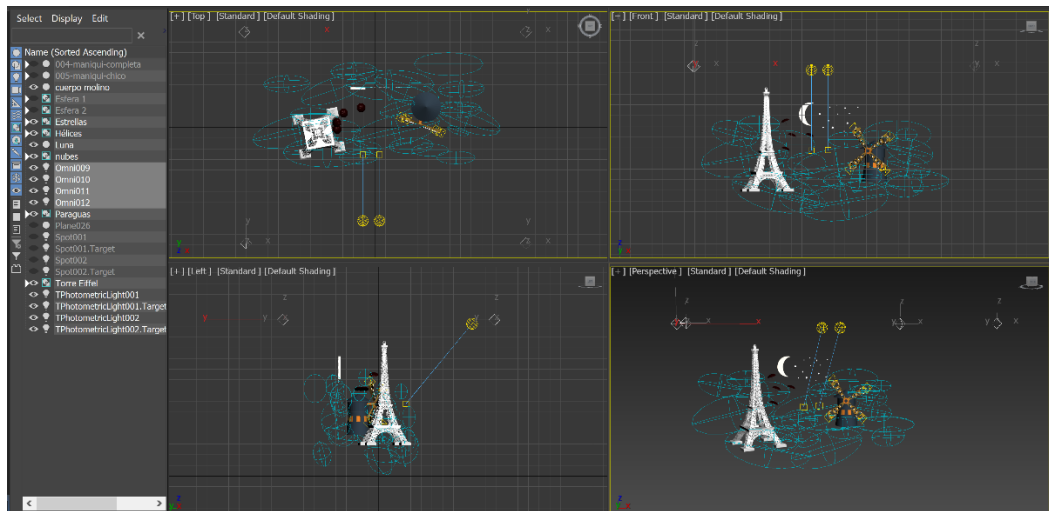 Select Display Edit
Name (Sorted Ascending)
004-maniqui-completa
005-maniqui-chico
cuerpo molino
Esfera 1
Esfera 2
Estrellas
Hélices
Luna
nubes
Omni009
Omni010
Omni011
Omni012
Paraguas
Plane026
Spot001
Spot001.Target
Spot002
Spot002.Target
Torre Eiffel
TPhotometricLight001
TPhotometricLight001.Target
TPhotometricLight002
TPhotometricLight002.Target
[+] [Top ] [Standard ] [Default Shading ]
[+] [Front ] [Standard ] [Default Shading ]
[+] [Left ] [Standard ] [Default Shading ]
[+] [Perspective ] [Standard ] [Default Shading ]